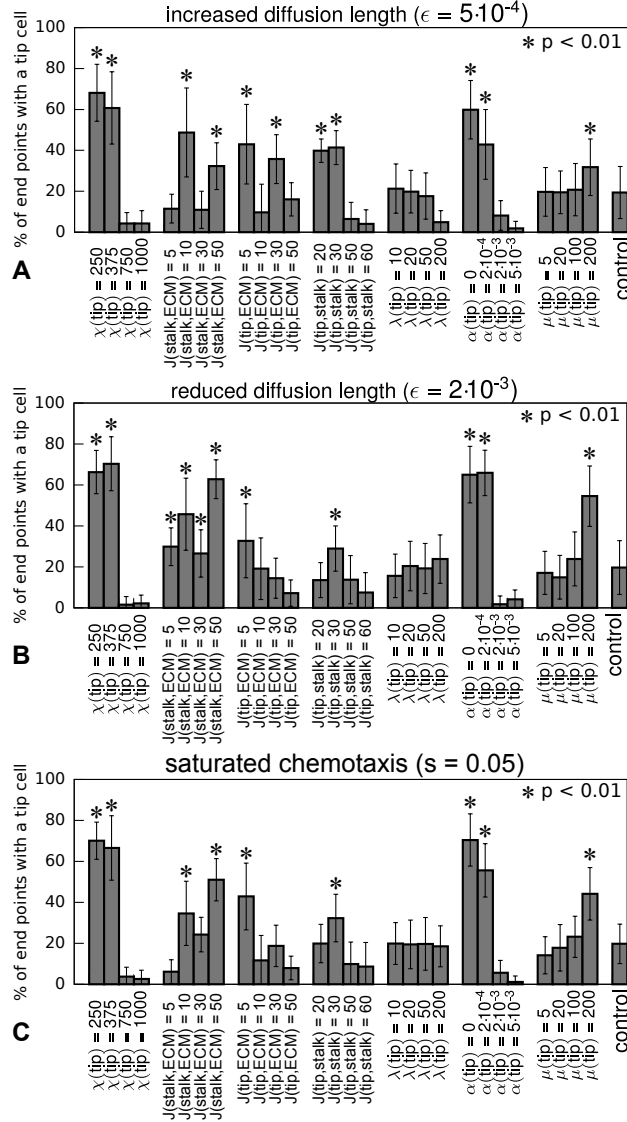 increased diffusion length (ϵ = 5·10⁻⁴)
% of end points with a tip cell
100
80
60
40
20
0
* p < 0.01
* * * * * * * * * * *
χ(tip) = 250
χ(tip) = 375
χ(tip) = 750
χ(tip) = 1000
J(stalk,ECM) = 5
J(stalk,ECM) = 10
J(stalk,ECM) = 30
J(stalk,ECM) = 50
J(tip,ECM) = 5
J(tip,ECM) = 10
J(tip,ECM) = 30
J(tip,ECM) = 50
J(tip,stalk) = 20
J(tip,stalk) = 30
J(tip,stalk) = 50
J(tip,stalk) = 60
λ(tip) = 10
λ(tip) = 20
λ(tip) = 50
λ(tip) = 200
α(tip) = 0
α(tip) = 2·10⁻⁴
α(tip) = 2·10⁻³
α(tip) = 5·10⁻³
μ(tip) = 5
μ(tip) = 20
μ(tip) = 100
μ(tip) = 200
control
A
reduced diffusion length (ϵ = 2·10⁻³)
% of end points with a tip cell
100
80
60
40
20
0
* p < 0.01
* * * * * * * * * * *
χ(tip) = 250
χ(tip) = 375
χ(tip) = 750
χ(tip) = 1000
J(stalk,ECM) = 5
J(stalk,ECM) = 10
J(stalk,ECM) = 30
J(stalk,ECM) = 50
J(tip,ECM) = 5
J(tip,ECM) = 10
J(tip,ECM) = 30
J(tip,ECM) = 50
J(tip,stalk) = 20
J(tip,stalk) = 30
J(tip,stalk) = 50
J(tip,stalk) = 60
λ(tip) = 10
λ(tip) = 20
λ(tip) = 50
λ(tip) = 200
α(tip) = 0
α(tip) = 2·10⁻⁴
α(tip) = 2·10⁻³
α(tip) = 5·10⁻³
μ(tip) = 5
μ(tip) = 20
μ(tip) = 100
μ(tip) = 200
control
B
saturated chemotaxis (s = 0.05)
% of end points with a tip cell
100
80
60
40
20
0
* p < 0.01
* * * * * * * * *
χ(tip) = 250
χ(tip) = 375
χ(tip) = 750
χ(tip) = 1000
J(stalk,ECM) = 5
J(stalk,ECM) = 10
J(stalk,ECM) = 30
J(stalk,ECM) = 50
J(tip,ECM) = 5
J(tip,ECM) = 10
J(tip,ECM) = 30
J(tip,ECM) = 50
J(tip,stalk) = 20
J(tip,stalk) = 30
J(tip,stalk) = 50
J(tip,stalk) = 60
λ(tip) = 10
λ(tip) = 20
λ(tip) = 50
λ(tip) = 200
α(tip) = 0
α(tip) = 2·10⁻⁴
α(tip) = 2·10⁻³
α(tip) = 5·10⁻³
μ(tip) = 5
μ(tip) = 20
μ(tip) = 100
μ(tip) = 200
control
C